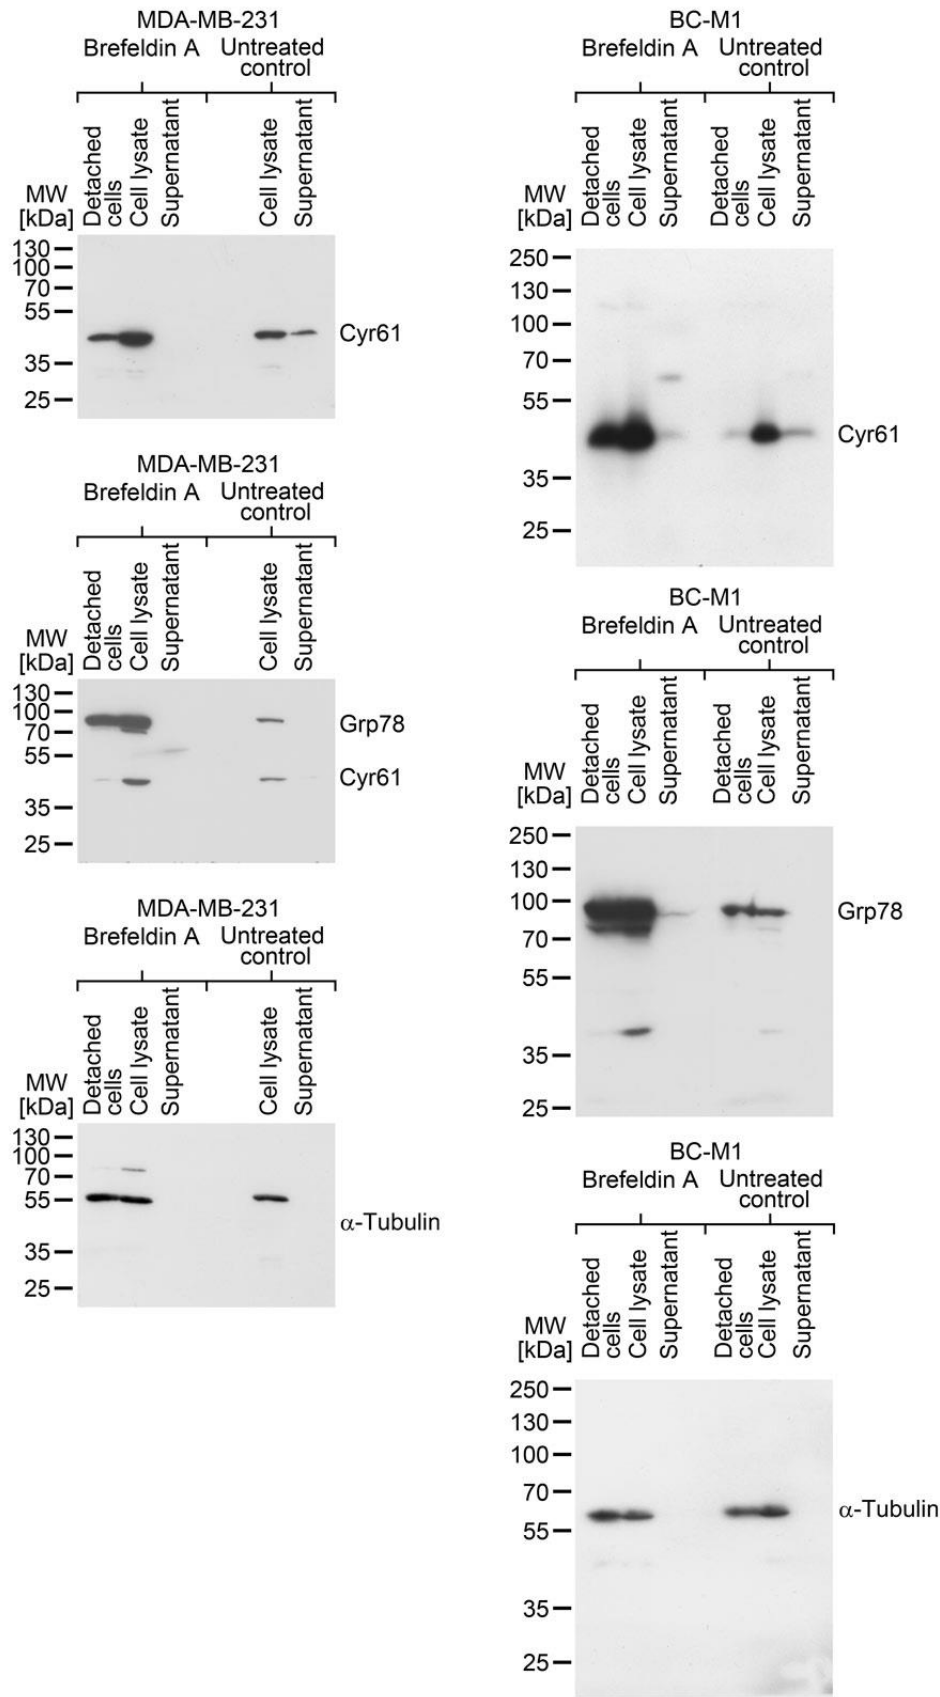 MDA-MB-231
Brefeldin A
Untreated
control
MW
[kDa]
Detached
cells
Cell lysate
Supernatant
Cell lysate
Supernatant
130
100
70
55
35
25
Cyr61
MDA-MB-231
Brefeldin A
Untreated
control
MW
[kDa]
Detached
cells
Cell lysate
Supernatant
Cell lysate
Supernatant
130
100
70
55
35
25
Grp78
Cyr61
MDA-MB-231
Brefeldin A
Untreated
control
MW
[kDa]
Detached
cells
Cell lysate
Supernatant
Cell lysate
Supernatant
130
100
70
55
35
25
α-Tubulin
BC-M1
Brefeldin A
Untreated
control
MW
[kDa]
Detached
cells
Cell lysate
Supernatant
Detached
cells
Cell lysate
Supernatant
250
130
100
70
55
35
25
Cyr61
BC-M1
Brefeldin A
Untreated
control
MW
[kDa]
Detached
cells
Cell lysate
Supernatant
Detached
cells
Cell lysate
Supernatant
250
130
100
70
55
35
25
Grp78
BC-M1
Brefeldin A
Untreated
control
MW
[kDa]
Detached
cells
Cell lysate
Supernatant
Detached
cells
Cell lysate
Supernatant
250
130
100
70
55
35
25
α-Tubulin